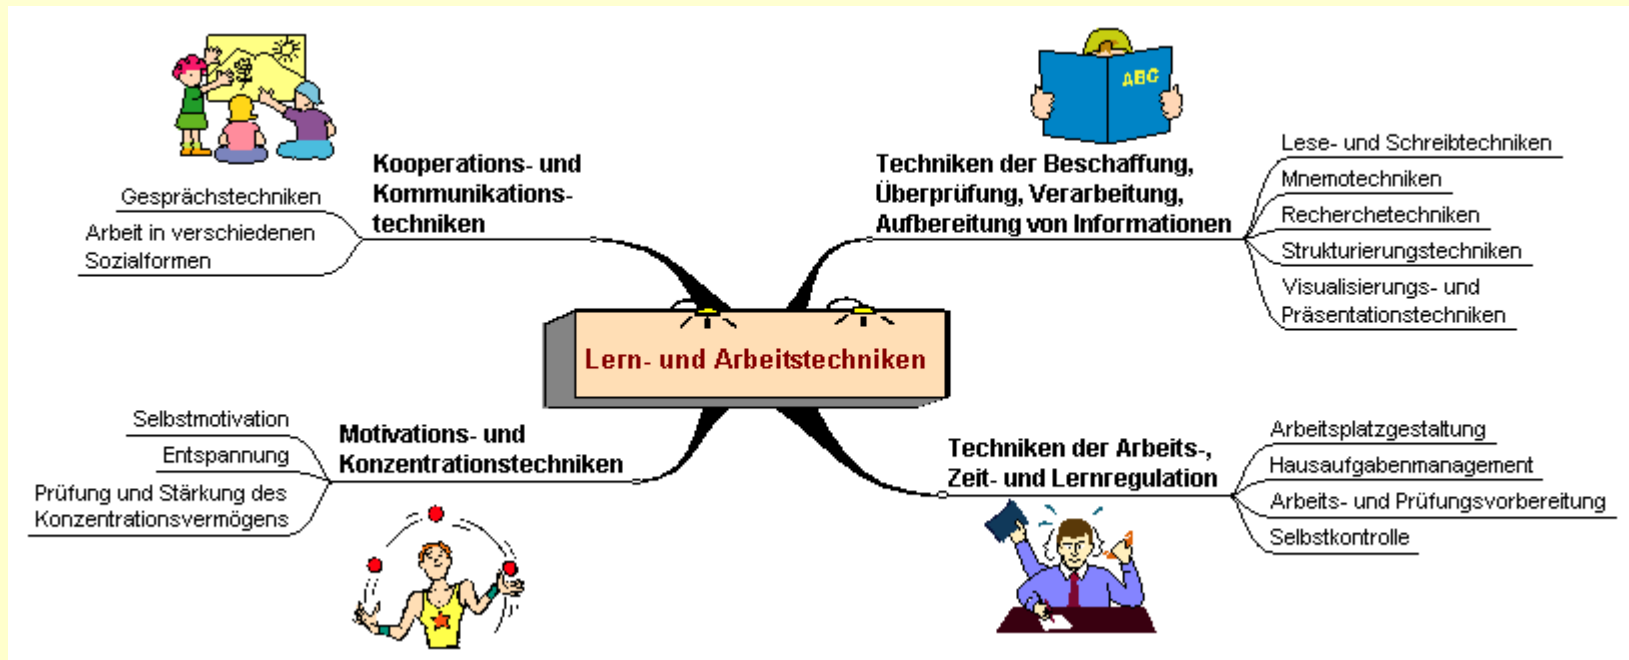 Kooperations- und
Kommunikations-
techniken
Gesprächstechniken
Arbeit in verschiedenen
Sozialformen
ABC
Techniken der Beschaffung,
Überprüfung, Verarbeitung,
Aufbereitung von Informationen
Lese- und Schreibtechniken
Mnemotechniken
Recherchetechniken
Strukturierungstechniken
Visualisierungs- und
Präsentationstechniken
Lern- und Arbeitstechniken
Motivations- und
Konzentrationstechniken
Selbstmotivation
Entspannung
Prüfung und Stärkung des
Konzentrationsvermögens
Techniken der Arbeits-,
Zeit- und Lernregulation
Arbeitsplatzgestaltung
Hausaufgabenmanagement
Arbeits- und Prüfungsvorbereitung
Selbstkontrolle